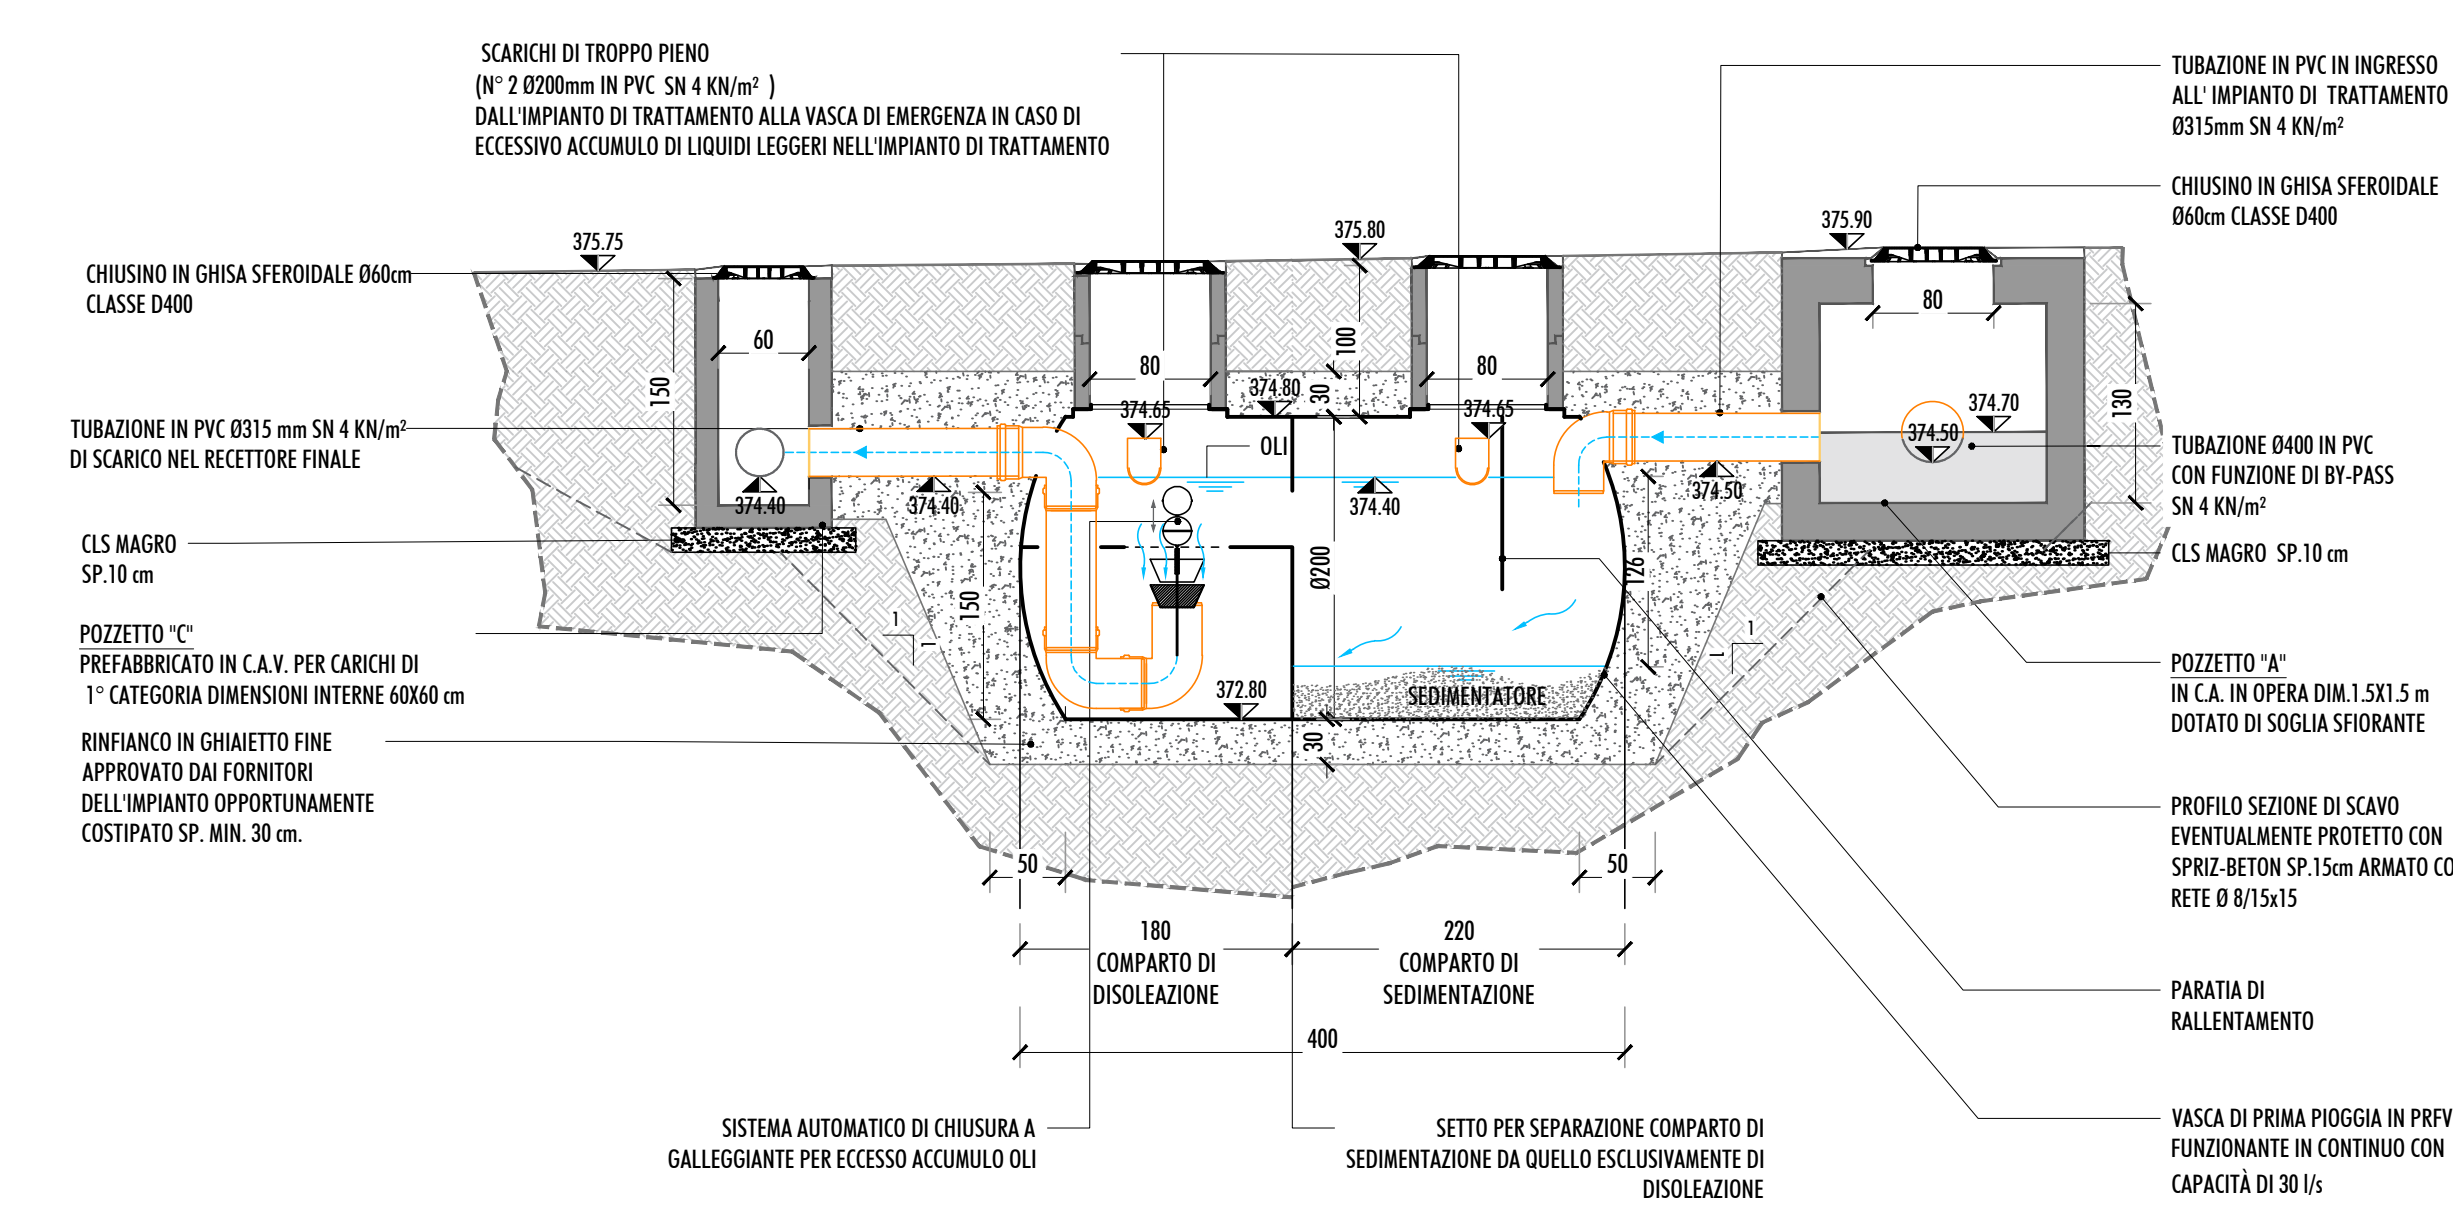 SCARICHI DI TROPPO PIENO
(N° 2 Ø200mm IN PVC SN 4 KN/m² )
DALL'IMPIANTO DI TRATTAMENTO ALLA VASCA DI EMERGENZA IN CASO DI
ECCESSIVO ACCUMULO DI LIQUIDI LEGGERI NELL'IMPIANTO DI TRATTAMENTO
TUBAZIONE IN PVC IN INGRESSO
ALL' IMPIANTO DI TRATTAMENTO
Ø315mm SN 4 KN/m²
CHIUSINO IN GHISA SFEROIDALE
Ø60cm CLASSE D400
375.75
375.80
375.90
CHIUSINO IN GHISA SFEROIDALE Ø60cm
CLASSE D400
60
150
80
100
30
80
80
130
374.80
374.65
374.65
374.70
374.50
TUBAZIONE IN PVC Ø315 mm SN 4 KN/m²
DI SCARICO NEL RECETTORE FINALE
OLI
TUBAZIONE Ø400 IN PVC
CON FUNZIONE DI BY-PASS
SN 4 KN/m²
374.40
374.40
374.40
374.50
CLS MAGRO
SP.10 cm
CLS MAGRO SP.10 cm
150
Ø200
126
1
1
1
1
POZZETTO "C"
PREFABBRICATO IN C.A.V. PER CARICHI DI
1° CATEGORIA DIMENSIONI INTERNE 60X60 cm
372.80
SEDIMENTATORE
POZZETTO "A"
IN C.A. IN OPERA DIM.1.5X1.5 m
DOTATO DI SOGLIA SFIORANTE
RINFIANCO IN GHIAIETTO FINE
APPROVATO DAI FORNITORI
DELL'IMPIANTO OPPORTUNAMENTE
COSTIPATO SP. MIN. 30 cm.
30
PROFILO SEZIONE DI SCAVO
EVENTUALMENTE PROTETTO CON
SPRIZ-BETON SP.15cm ARMATO CO
RETE Ø 8/15x15
50
50
180
COMPARTO DI
DISOLEAZIONE
220
COMPARTO DI
SEDIMENTAZIONE
400
PARATIA DI
RALLENTAMENTO
SISTEMA AUTOMATICO DI CHIUSURA A
GALLEGGIANTE PER ECCESSO ACCUMULO OLI
SETTO PER SEPARAZIONE COMPARTO DI
SEDIMENTAZIONE DA QUELLO ESCLUSIVAMENTE DI
DISOLEAZIONE
VASCA DI PRIMA PIOGGIA IN PRFV
FUNZIONANTE IN CONTINUO CON
CAPACITÀ DI 30 l/s